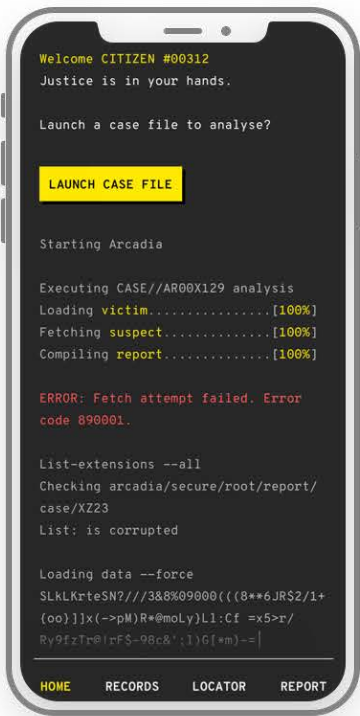 Welcome CITIZEN #00312
Justice is in your hands.
Launch a case file to analyse?
LAUNCH CASE FILE
Starting Arcadia
Executing CASE//AR00X129 analysis
Loading victim...............[100%]
Fetching suspect.............[100%]
Compiling report.............[100%]
ERROR: Fetch attempt failed. Error
code 890001.
List-extensions --all
Checking arcadia/secure/root/report/
case/XZ23
List: is corrupted
Loading data --force
SLkLKrteSN?///3&8%09000(((8**6JR$2/1+
{oo}]]x(->pM)R*@moLy}Ll:Cf =x5>r/
HOME RECORDS LOCATOR REPORT